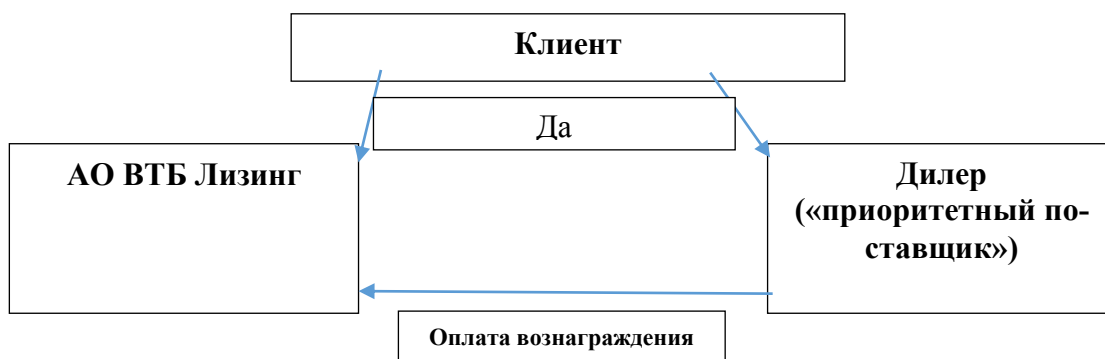 Клиент
Да
АО ВТБ Лизинг
Дилер
(«приоритетный по-
ставщик»)
Оплата вознаграждения